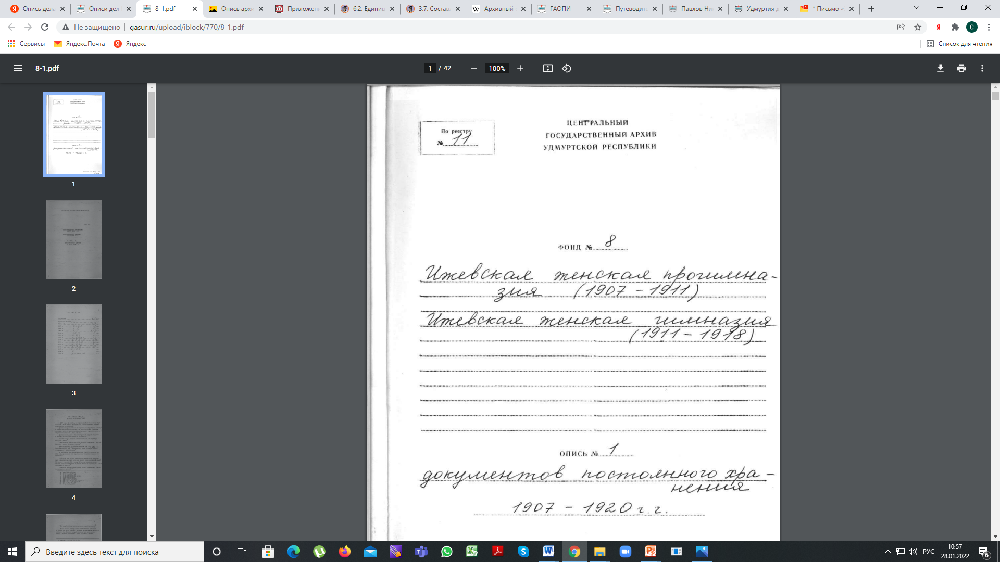 Опись дела
Описи дел
8-1.pdf
Опись архи
Приложен
6.2. Едини
3.7. Состав
Архивный
ГАОПИ
Путеводите
Павлов Ни
Удмуртия д
* Письмо «
Не защищено | gasur.ru/upload/iblock/770/8-1.pdf
Сервисы
Яндекс.Почта
Яндекс
Список для чтения
8-1.pdf
1 / 42
100%
1
2
3
4
По реестру
№ 11
ЦЕНТРАЛЬНЫЙ
ГОСУДАРСТВЕННЫЙ АРХИВ
УДМУРТСКОЙ РЕСПУБЛИКИ
ФОНД № 8
Ижевская женская прогимна-
зия (1907 - 1911)
Ижевская женская гимназия
(1911 - 1918)
ОПИСЬ № 1
документов постоянного хра-
нения
1907 - 1920 г.г.
Введите здесь текст для поиска
РУС
10:57
28.01.2022
6